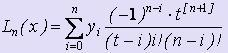 L_n(x) = \sum_{i=0}^{n} y_i \frac{(-1)^{n-i} \cdot t^{[n+1]}}{(t-i)i!(n-i)!}